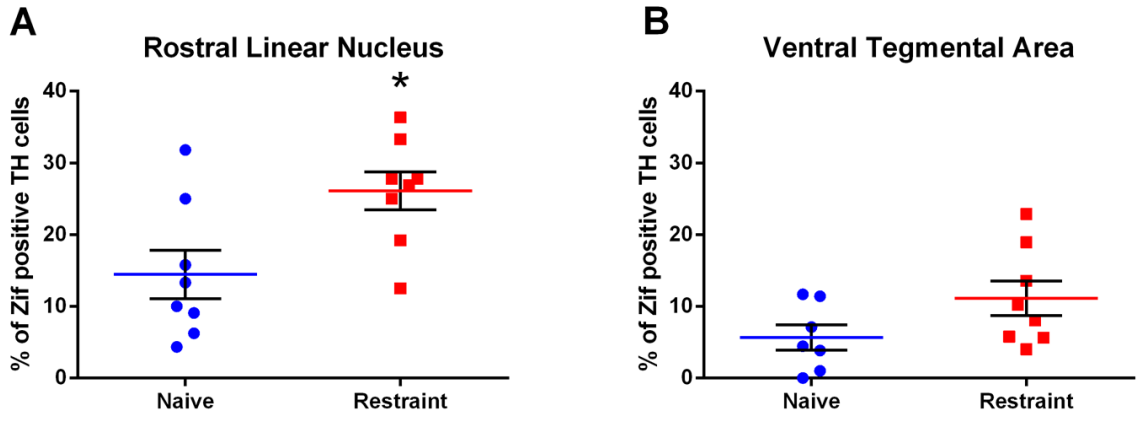 A
Rostral Linear Nucleus
*
% of Zif positive TH cells
40
30
20
10
0
Naive
Restraint
B
Ventral Tegmental Area
% of Zif positive TH cells
40
30
20
10
0
Naive
Restraint